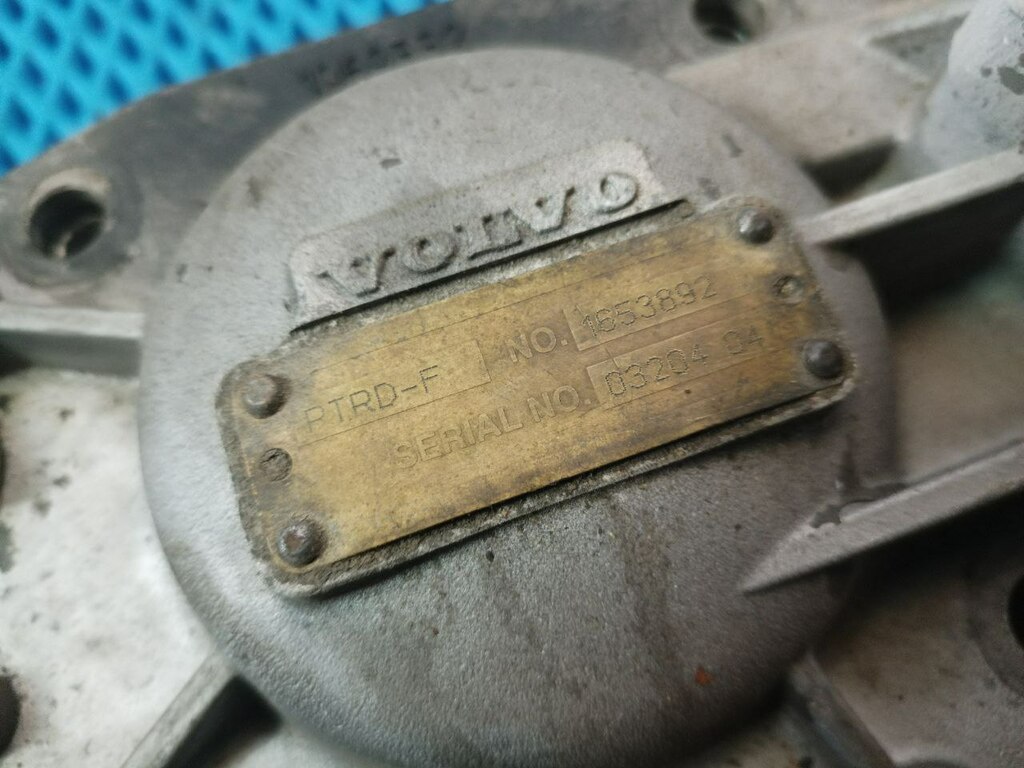 VOLVO
PTRD-F NO. 1653892
SERIAL NO. 03204 04